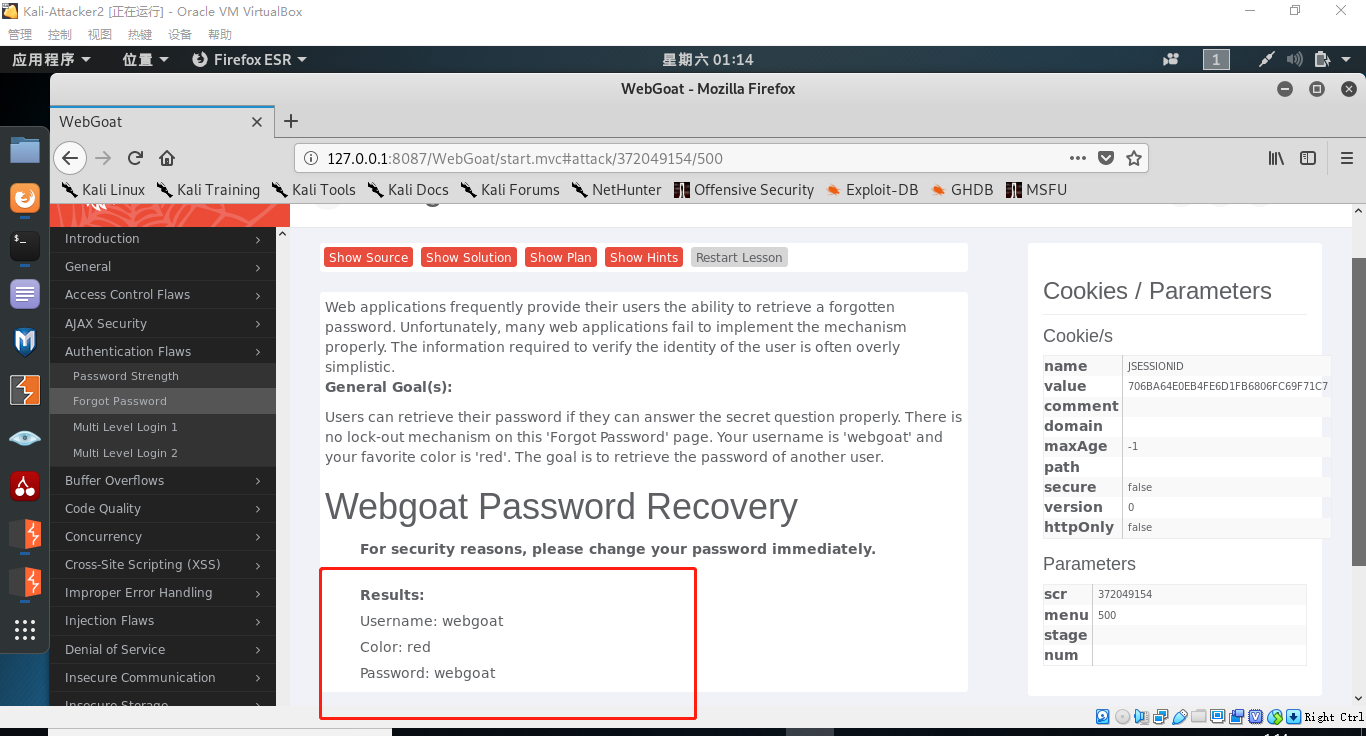 Kali-Attacker2 [正在运行] - Oracle VM VirtualBox
管理 控制 视图 热键 设备 帮助
应用程序 位置 Firefox ESR 星期六 01:14 1
WebGoat - Mozilla Firefox
WebGoat
127.0.0.1:8087/WebGoat/start.mvc#attack/372049154/500
Kali Linux Kali Training Kali Tools Kali Docs Kali Forums NetHunter Offensive Security Exploit-DB GHDB MSFU
Introduction
General
Access Control Flaws
AJAX Security
Authentication Flaws
Password Strength
Forgot Password
Multi Level Login 1
Multi Level Login 2
Buffer Overflows
Code Quality
Concurrency
Cross-Site Scripting (XSS)
Improper Error Handling
Injection Flaws
Denial of Service
Insecure Communication
Insecure Storage
Show Source Show Solution Show Plan Show Hints Restart Lesson
Web applications frequently provide their users the ability to retrieve a forgotten
password. Unfortunately, many web applications fail to implement the mechanism
properly. The information required to verify the identity of the user is often overly
simplistic.
General Goal(s):
Users can retrieve their password if they can answer the secret question properly. There is
no lock-out mechanism on this 'Forgot Password' page. Your username is 'webgoat' and
your favorite color is 'red'. The goal is to retrieve the password of another user.
Webgoat Password Recovery
For security reasons, please change your password immediately.
Results:
Username: webgoat
Color: red
Password: webgoat
Cookies / Parameters
Cookie/s
name JSESSIONID
value 706BA64E0EB4FE6D1FB6806FC69F71C7
comment
domain
maxAge -1
path
secure false
version 0
httpOnly false
Parameters
scr 372049154
menu 500
stage
num
Right Ctrl